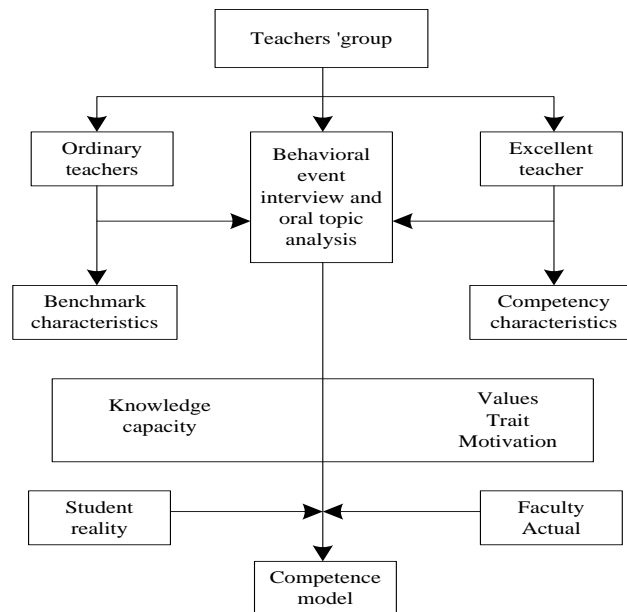 Teachers 'group
Ordinary
teachers
Behavioral
event
interview and
oral topic
analysis
Excellent
teacher
Benchmark
characteristics
Competency
characteristics
Knowledge
capacity
Values
Trait
Motivation
Student
reality
Faculty
Actual
Competence
model